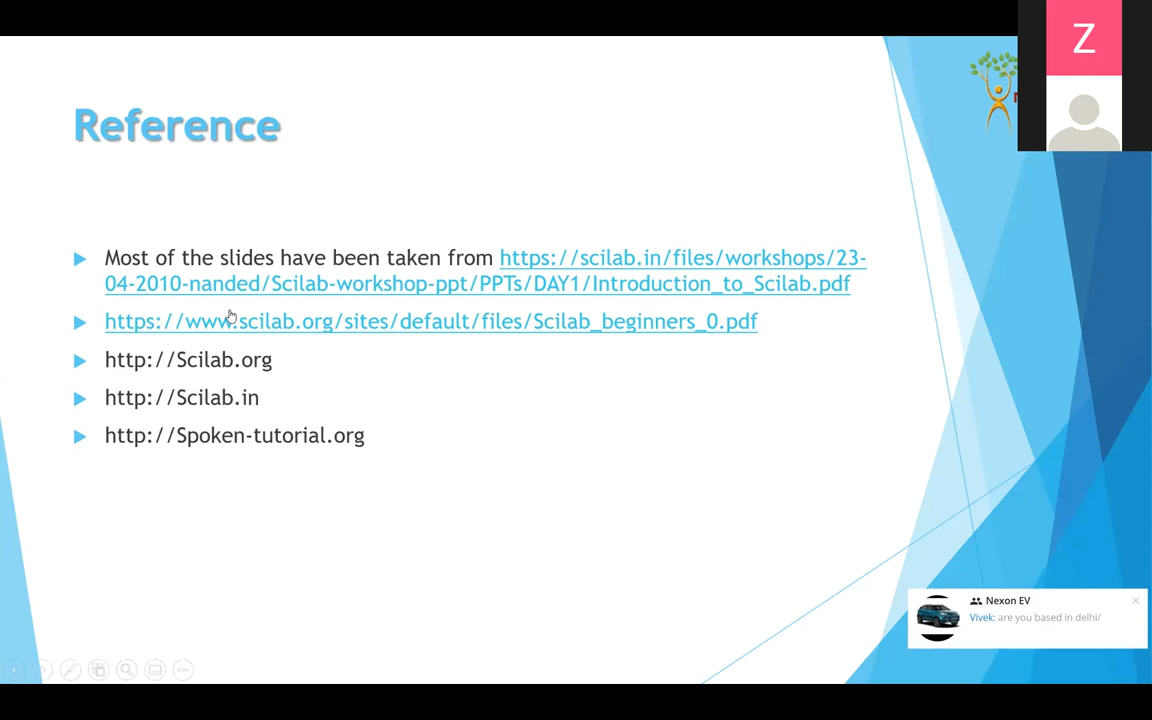 Z
Reference
Most of the slides have been taken from https://scilab.in/files/workshops/23-
04-2010-nanded/Scilab-workshop-ppt/PPTs/DAY1/Introduction_to_Scilab.pdf
https://www.scilab.org/sites/default/files/Scilab_beginners_0.pdf
http://Scilab.org
http://Scilab.in
http://Spoken-tutorial.org
Nexon EV
Vivek: are you based in delhi/